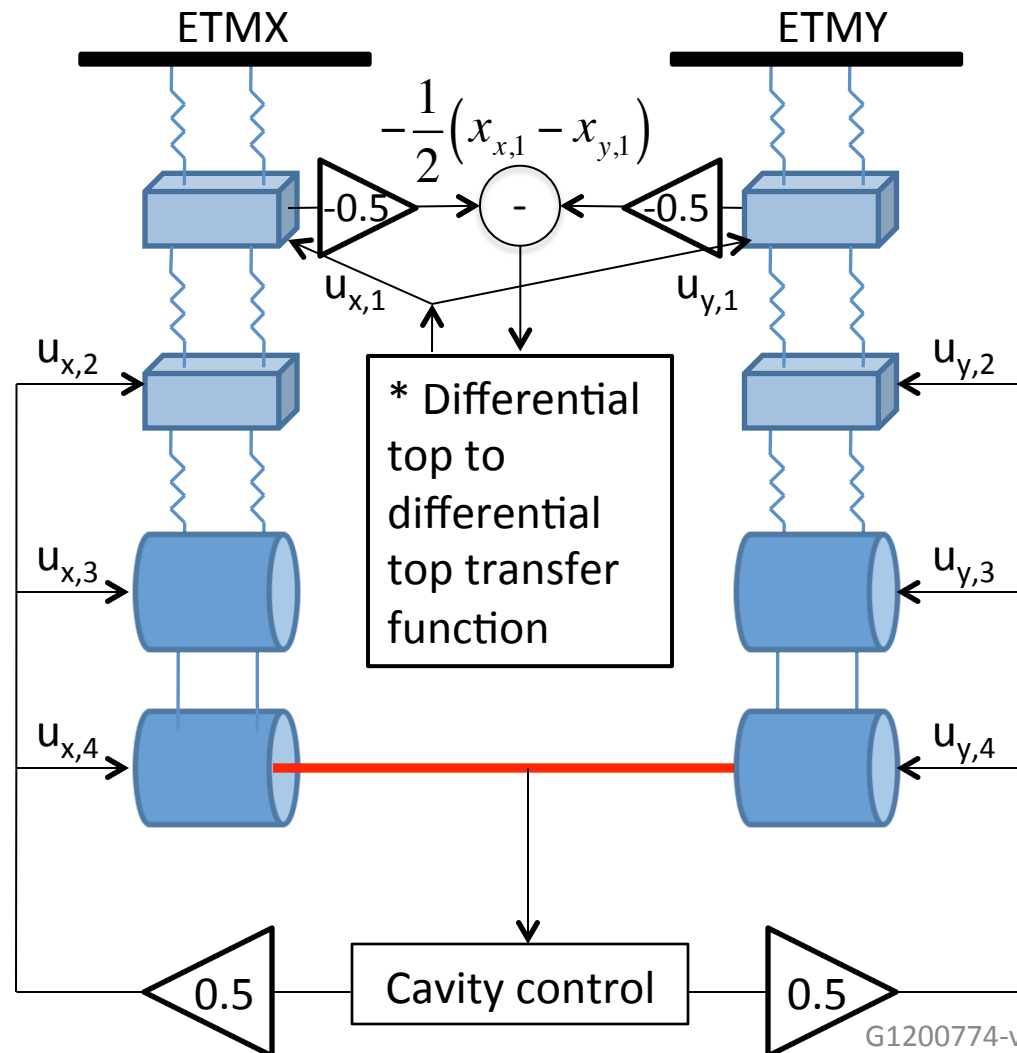 ETMX
ETMY
-\frac{1}{2}(x_{x,1} - x_{y,1})
-0.5
-
-0.5
u_{x,1}
u_{y,1}
u_{x,2}
u_{y,2}
* Differential
top to
differential
top transfer
function
u_{x,3}
u_{y,3}
u_{x,4}
u_{y,4}
0.5
Cavity control
0.5
G1200774-v